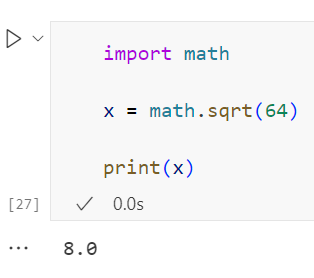 import math
x = math.sqrt(64)
print(x)
[27] 0.0s
8.0